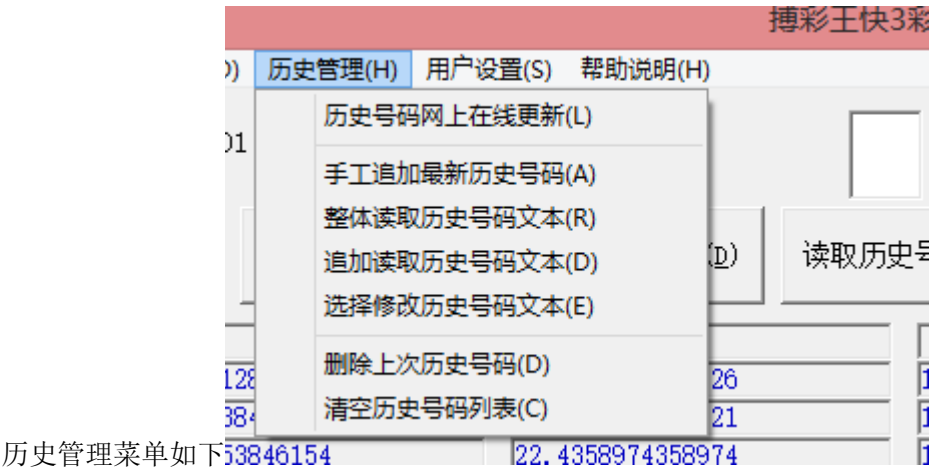 搏彩王快3彩
历史管理(H) 用户设置(S) 帮助说明(H)
历史号码网上在线更新(L)
01
手工追加最新历史号码(A)
整体读取历史号码文本(R)
追加读取历史号码文本(D)
(D) 读取历史号
选择修改历史号码文本(E)
删除上次历史号码(D)
128 26 1
清空历史号码列表(C)
384 21 1
历史管理菜单如下 53846154 22.4358974358974 1